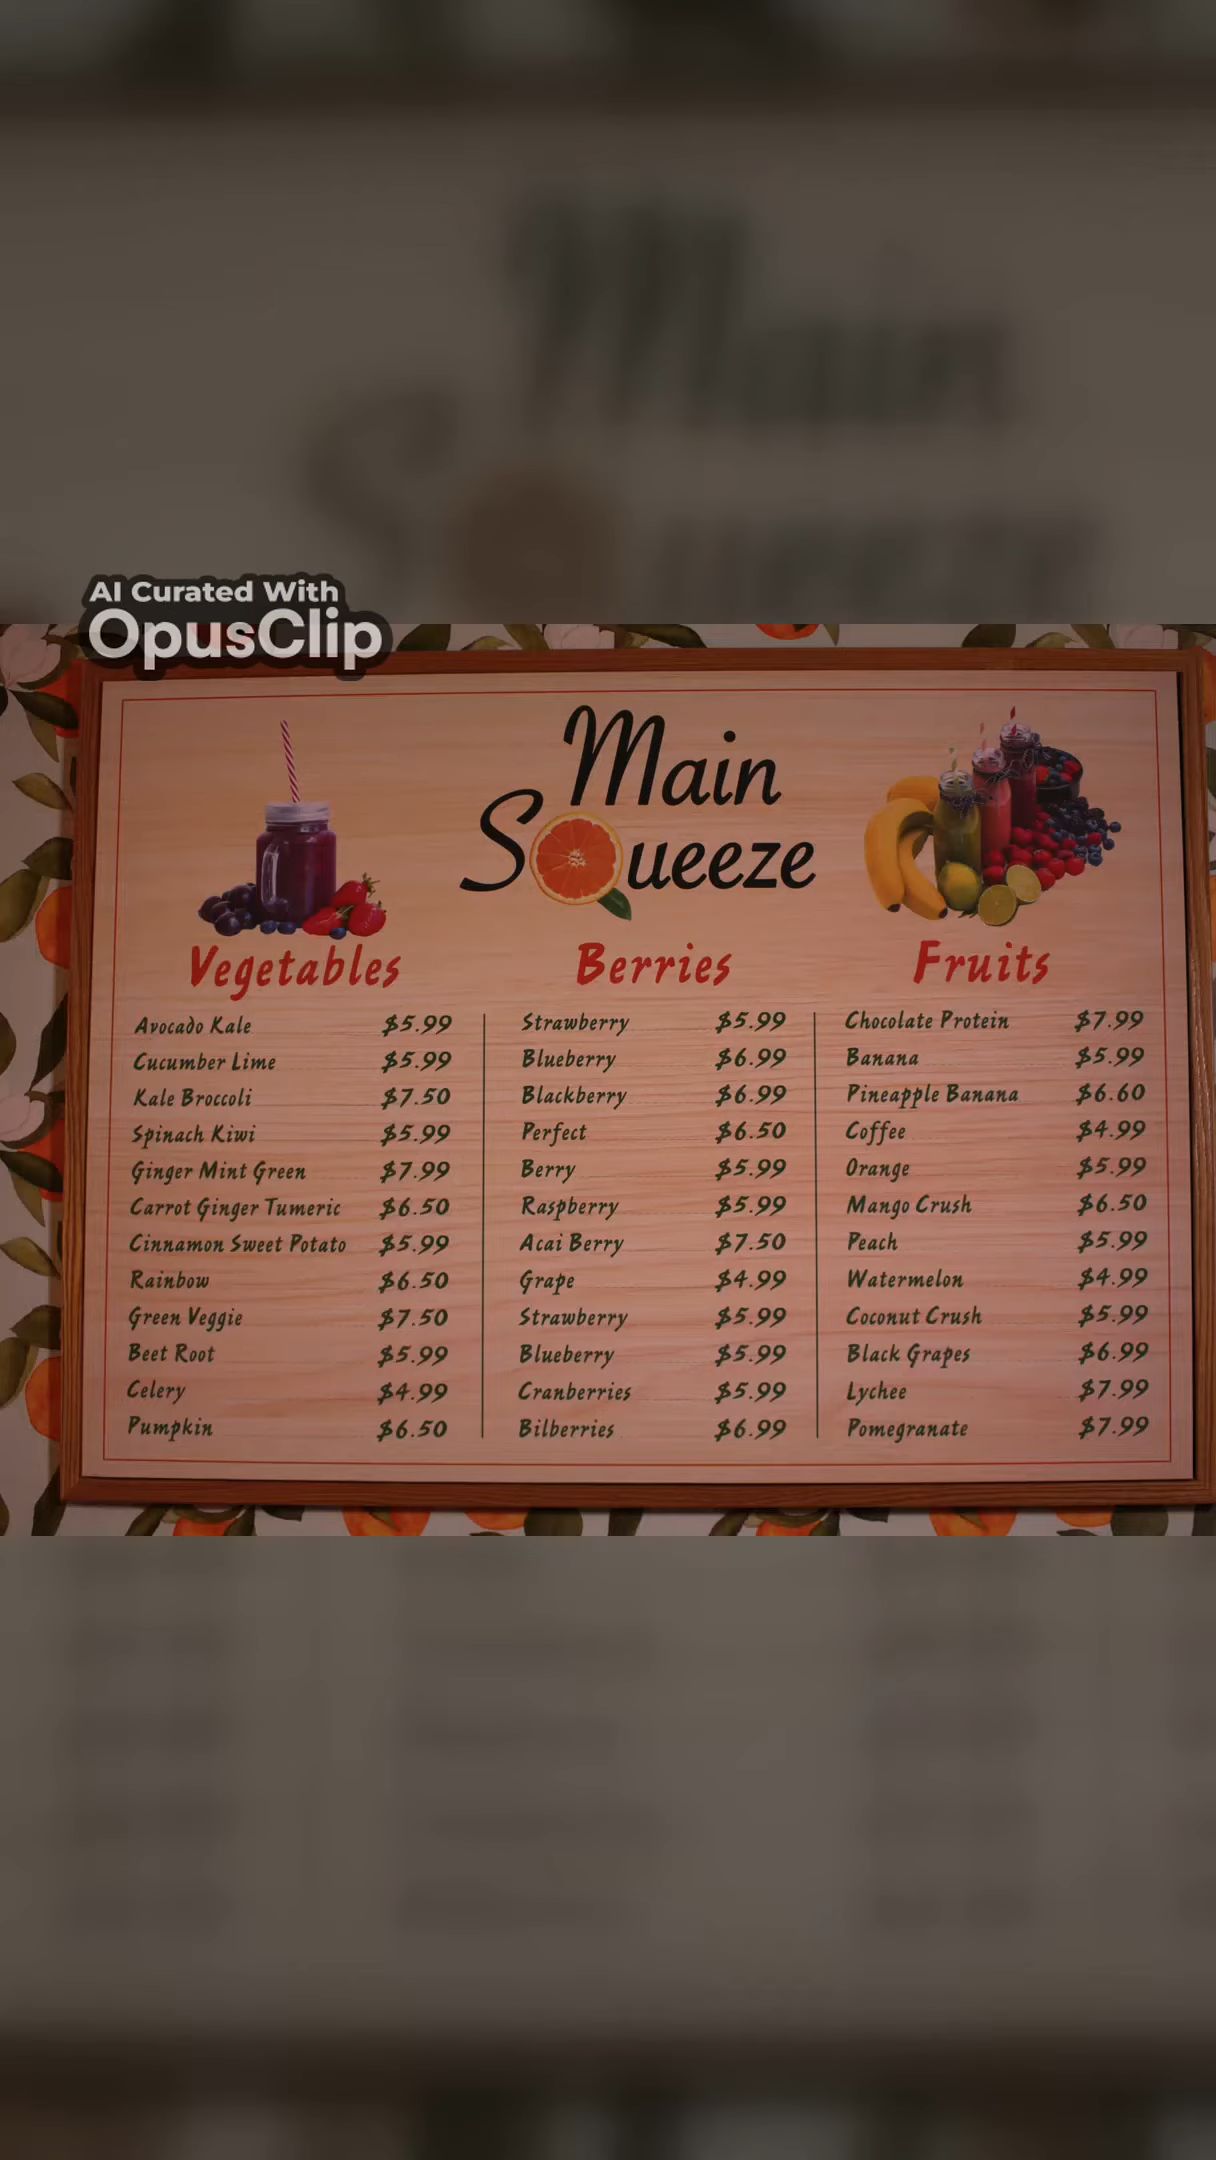 AI Curated With
OpusClip
Main
Squeeze
Vegetables
Avocado Kale $5.99
Cucumber Lime $5.99
Kale Broccoli $7.50
Spinach Kiwi $5.99
Ginger Mint Green $7.99
Carrot Ginger Tumeric $6.50
Cinnamon Sweet Potato $5.99
Rainbow $6.50
Green Veggie $7.50
Beet Root $5.99
Celery $4.99
Pumpkin $6.50
Berries
Strawberry $5.99
Blueberry $6.99
Blackberry $6.99
Perfect $6.50
Berry $5.99
Raspberry $5.99
Acai Berry $7.50
Grape $4.99
Strawberry $5.99
Blueberry $5.99
Cranberries $5.99
Bilberries $6.99
Fruits
Chocolate Protein $7.99
Banana $5.99
Pineapple Banana $6.60
Coffee $4.99
Orange $5.99
Mango Crush $6.50
Peach $5.99
Watermelon $4.99
Coconut Crush $5.99
Black Grapes $6.99
Lychee $7.99
Pomegranate $7.99